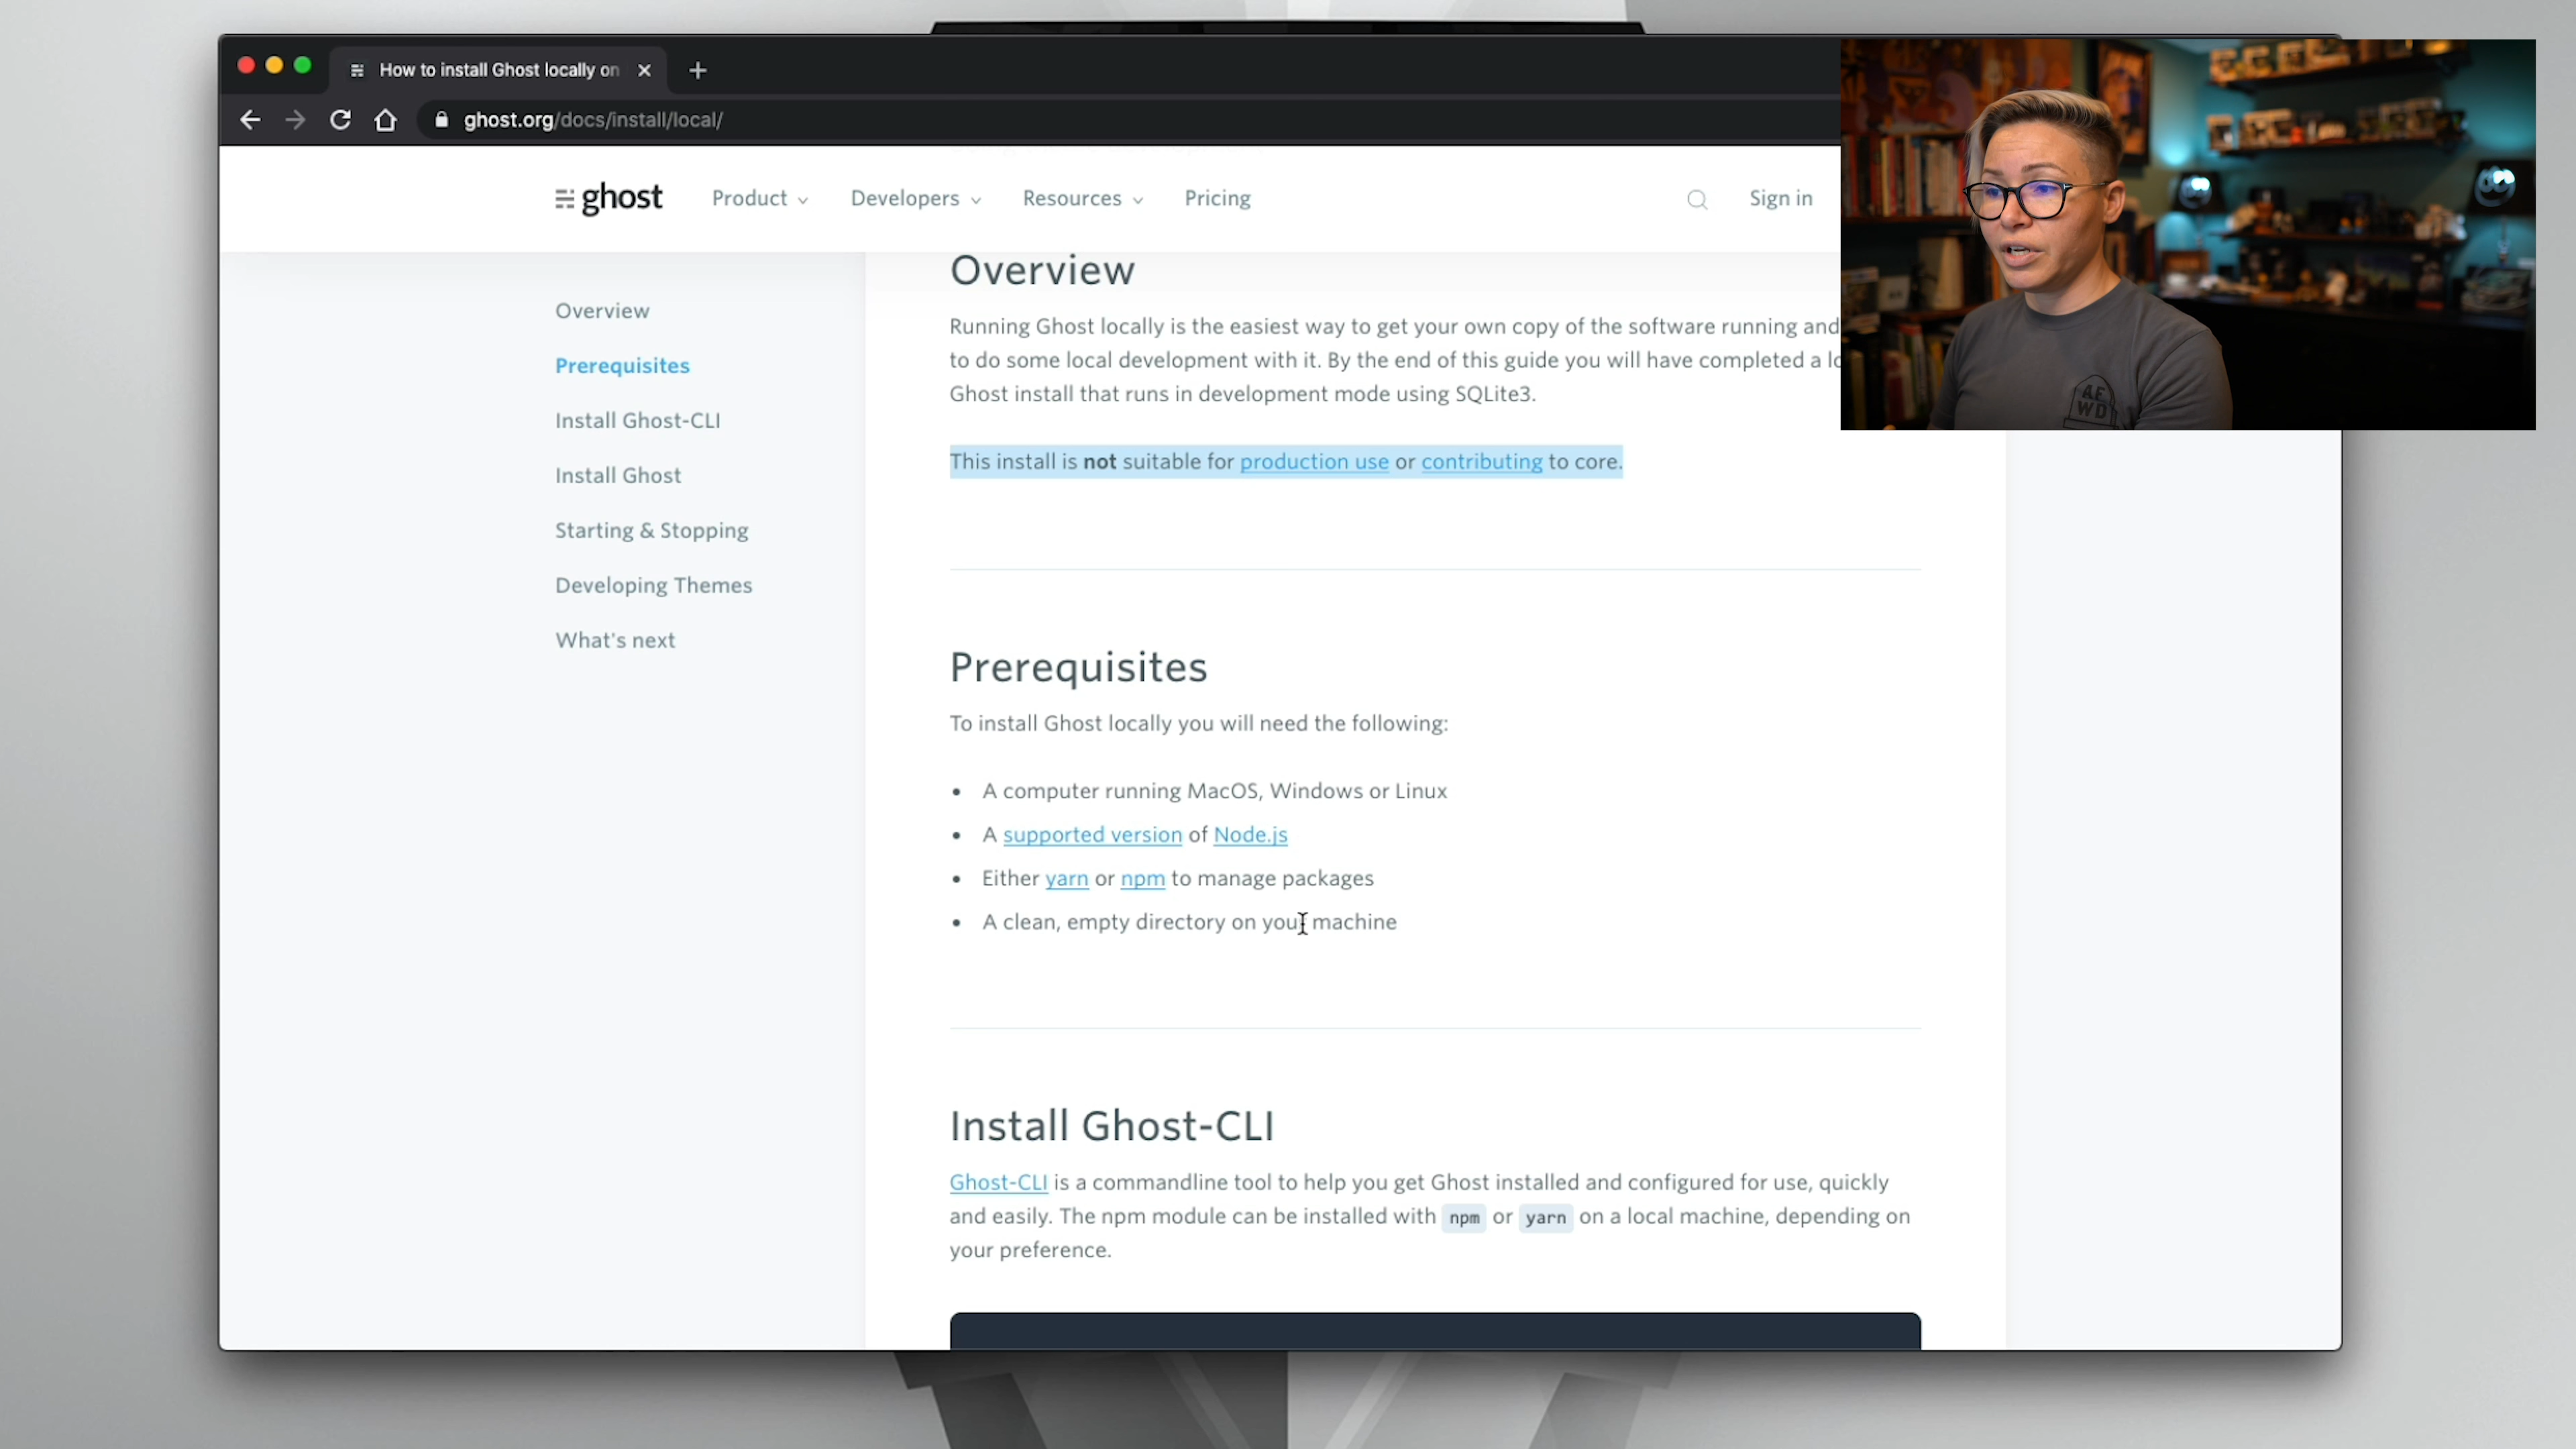 How to install Ghost locally on
ghost.org/docs/install/local/
ghost
Product
Developers
Resources
Pricing
Sign in
Overview
Prerequisites
Install Ghost-CLI
Install Ghost
Starting & Stopping
Developing Themes
What's next
Overview
Running Ghost locally is the easiest way to get your own copy of the software running and
to do some local development with it. By the end of this guide you will have completed a
Ghost install that runs in development mode using SQLite3.
This install is not suitable for production use or contributing to core.
Prerequisites
To install Ghost locally you will need the following:
• A computer running MacOS, Windows or Linux
• A supported version of Node.js
• Either yarn or npm to manage packages
• A clean, empty directory on your machine
Install Ghost-CLI
Ghost-CLI is a commandline tool to help you get Ghost installed and configured for use, quickly
and easily. The npm module can be installed with npm or yarn on a local machine, depending on
your preference.
AF
WD